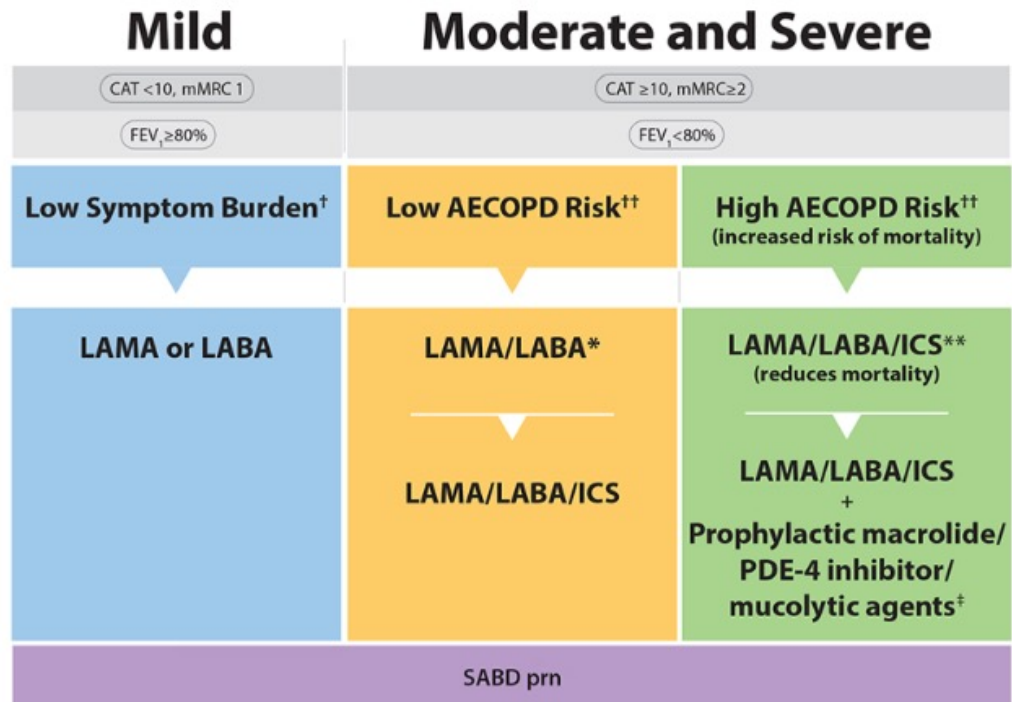 Mild
Moderate and Severe
CAT <10, mMRC 1
CAT ≥10, mMRC≥2
FEV₁≥80%
FEV₁<80%
Low Symptom Burden†
Low AECOPD Risk††
High AECOPD Risk††
(increased risk of mortality)
LAMA or LABA
LAMA/LABA*
LAMA/LABA/ICS
LAMA/LABA/ICS**
(reduces mortality)
LAMA/LABA/ICS
+
Prophylactic macrolide/
PDE-4 inhibitor/
mucolytic agents‡
SABD prn